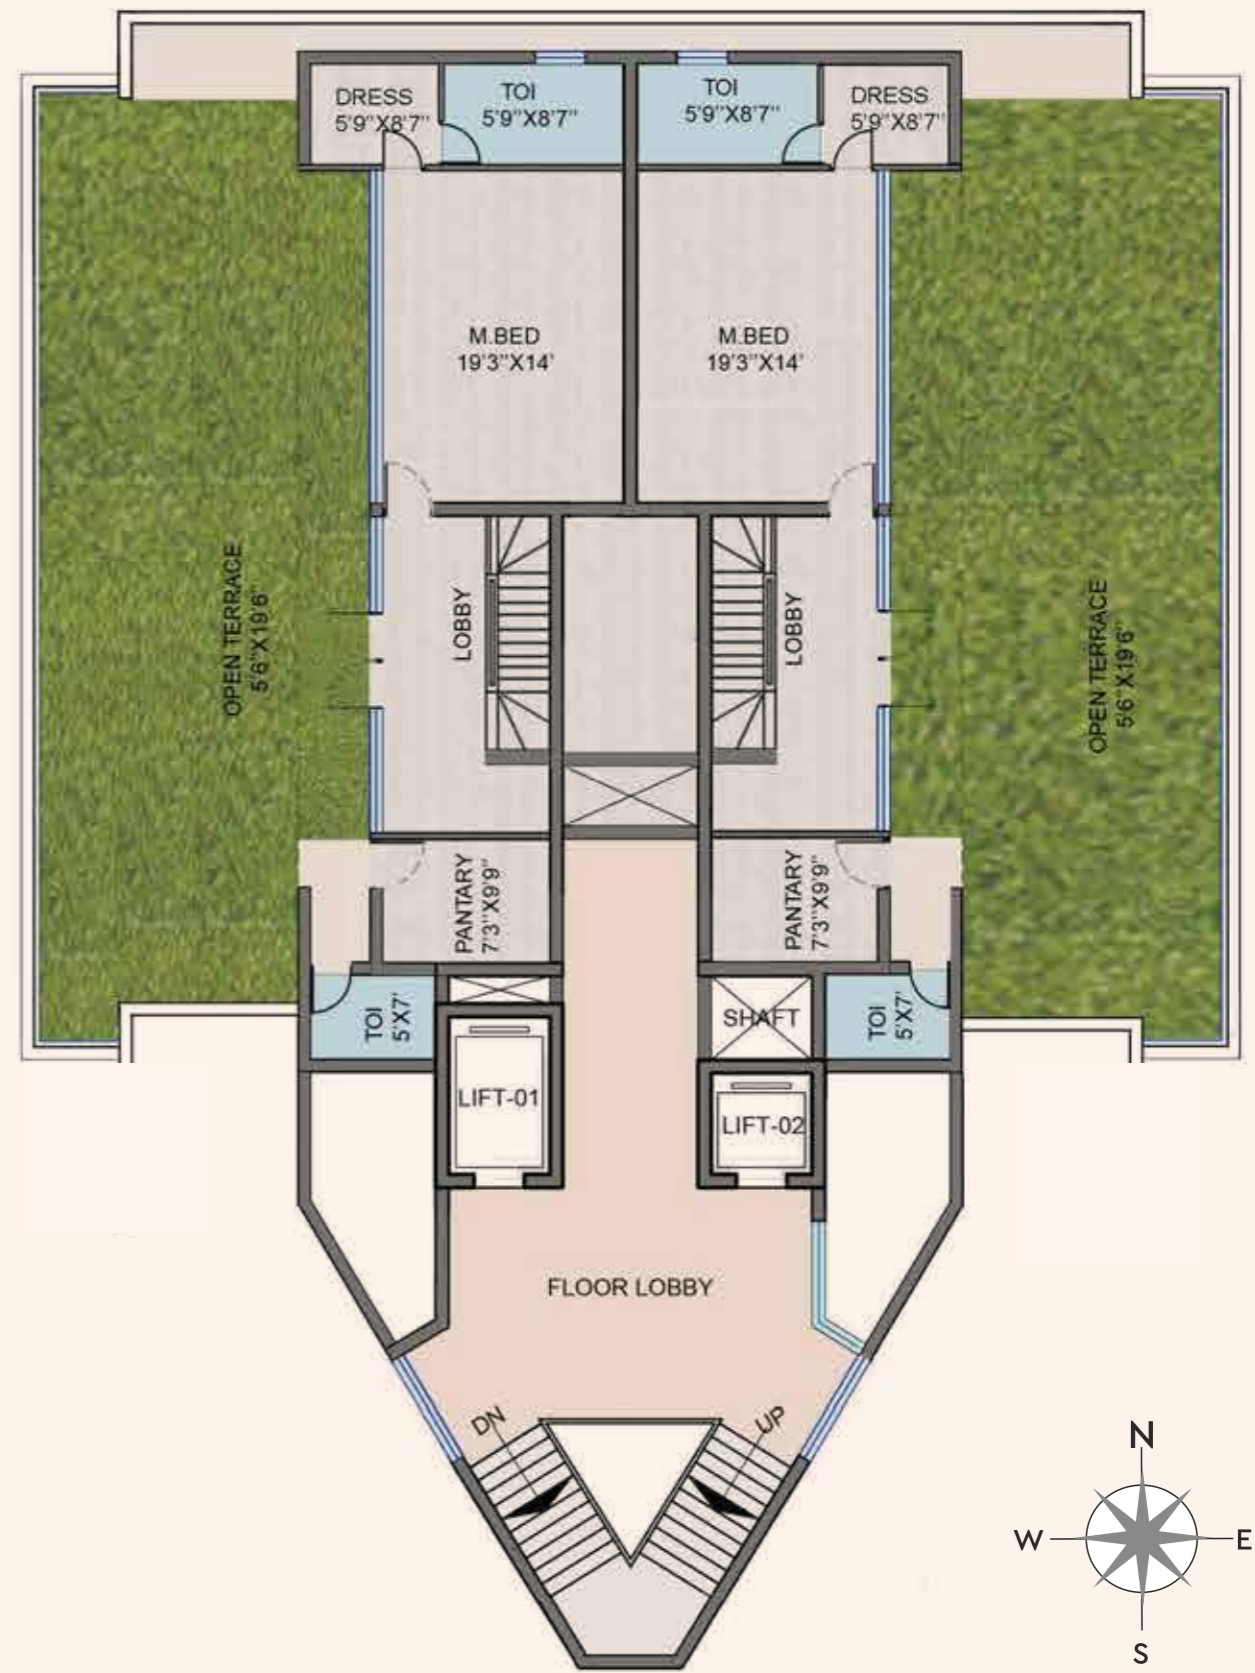 DRESS
5'9"X8'7"
TOI
5'9"X8'7"
TOI
5'9"X8'7"
DRESS
5'9"X8'7"
M.BED
19'3"X14'
M.BED
19'3"X14'
OPEN TERRACE
5'6"X19'6"
LOBBY
LOBBY
OPEN TERRACE
5'6"X19'6"
PANTARY
7'3"X9'9"
PANTARY
7'3"X9'9"
TOI
5'X7'
SHAFT
TOI
5'X7'
LIFT-01
LIFT-02
FLOOR LOBBY
DN
UP
N
W
E
S